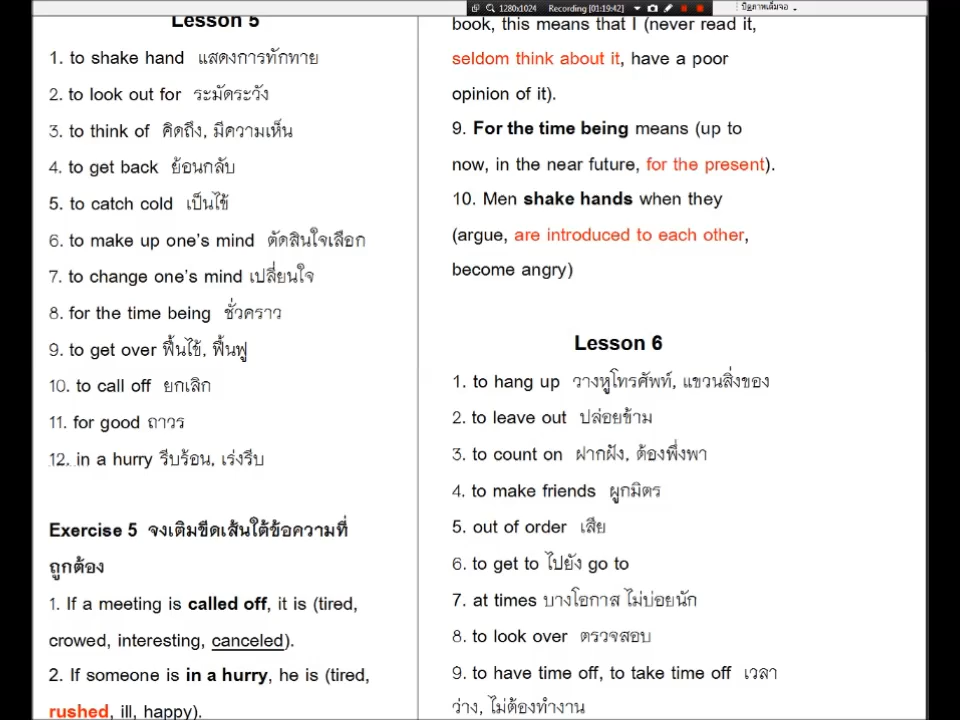 1280x1024 Recording [01:19:42]
ปิดภาพเต็มจอ
Lesson 5
1. to shake hand แสดงการทักทาย
2. to look out for ระมัดระวัง
3. to think of คิดถึง, มีความเห็น
4. to get back ย้อนกลับ
5. to catch cold เป็นไข้
6. to make up one's mind ตัดสินใจเลือก
7. to change one's mind เปลี่ยนใจ
8. for the time being ชั่วคราว
9. to get over ฟื้นไข้, ฟื้นฟู
10. to call off ยกเลิก
11. for good ถาวร
12. in a hurry รีบร้อน, เร่งรีบ
Exercise 5 จงเติมขีดเส้นใต้ข้อความที่
ถูกต้อง
1. If a meeting is called off, it is (tired,
crowed, interesting, canceled).
2. If someone is in a hurry, he is (tired,
rushed, ill, happy).
book, this means that I (never read it,
seldom think about it, have a poor
opinion of it).
9. For the time being means (up to
now, in the near future, for the present).
10. Men shake hands when they
(argue, are introduced to each other,
become angry)
Lesson 6
1. to hang up วางหูโทรศัพท์, แขวนสิ่งของ
2. to leave out ปล่อยข้าม
3. to count on ฝากฝัง, ต้องพึ่งพา
4. to make friends ผูกมิตร
5. out of order เสีย
6. to get to ไปยัง go to
7. at times บางโอกาส ไม่บ่อยนัก
8. to look over ตรวจสอบ
9. to have time off, to take time off เวลา
ว่าง, ไม่ต้องทำงาน